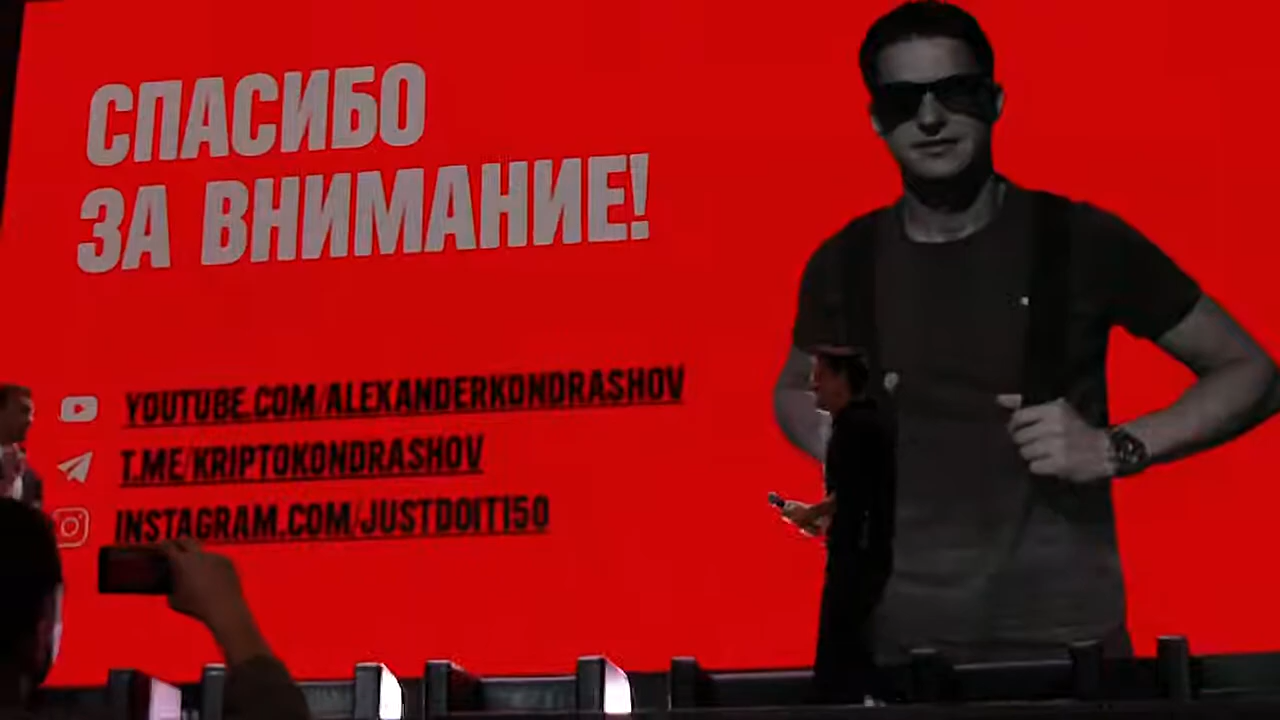 СПАСИБО
ЗА ВНИМАНИЕ!
YOUTUBE.COM/ALEXANDERKONDRASHOV
T.ME/KRIPTOKONDRASHOV
INSTAGRAM.COM/JUSTDOIT150